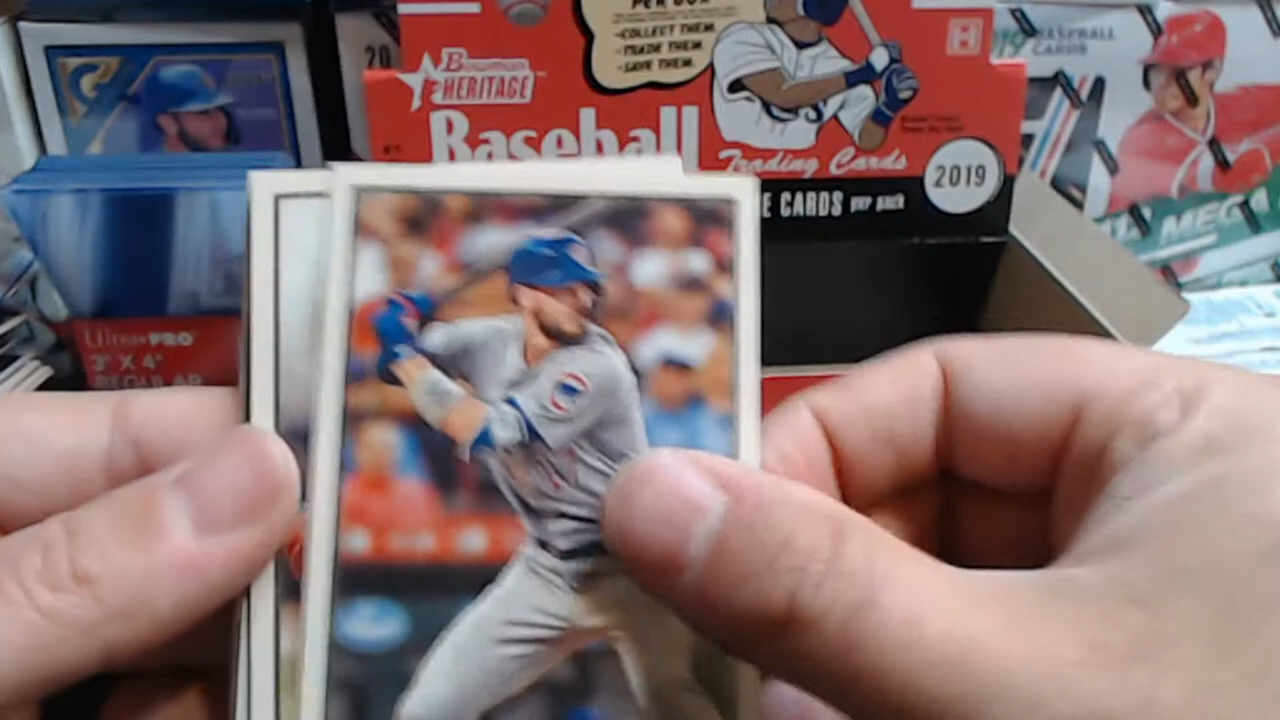 PER BOX
-COLLECT THEM.
-TRADE THEM.
-GIVE THEM.
20
19 BASEBALL
CARDS
H
Bowman
HERITAGE
Baseball
Trading Cards
2019
E CARDS per pack
MEGA
Ultra•PRO
3" X 4"
REGULAR